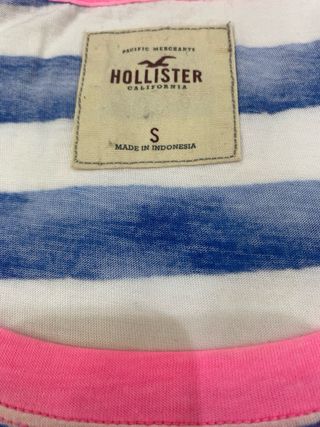 PACIFIC MERCHANTS
HOLLISTER
CALIFORNIA
S
MADE IN INDONESIA